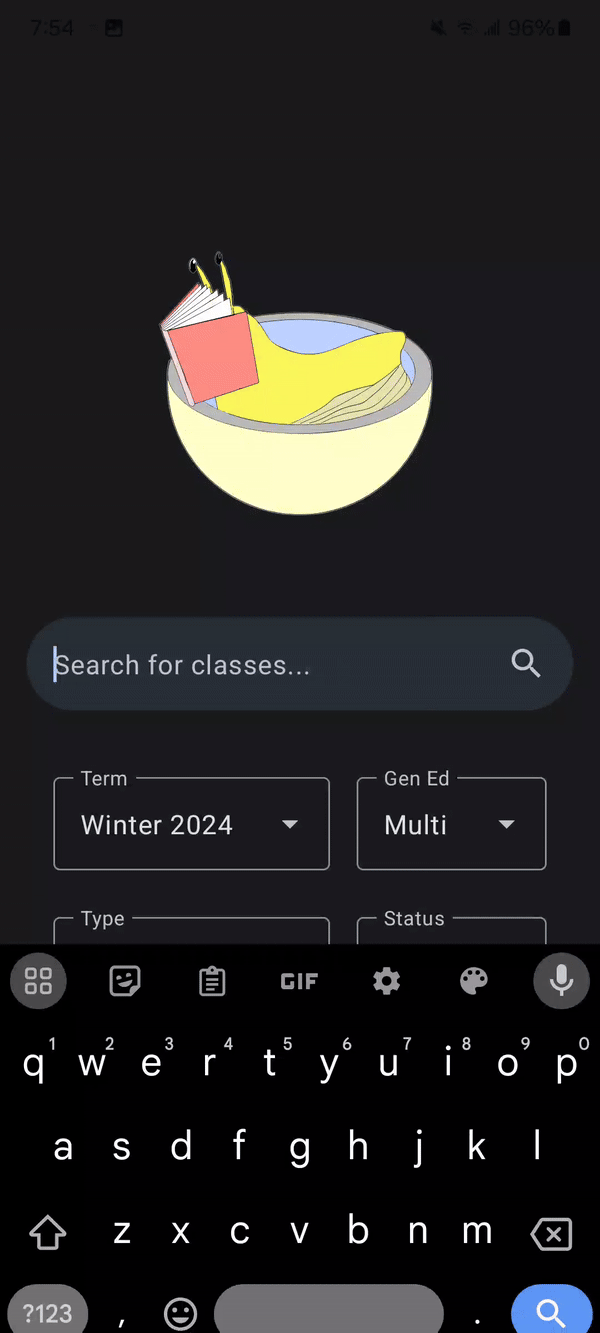 7:54 96%
Search for classes...
Term Gen Ed
Winter 2024 Multi
Type Status
GIF
1 2 3 4 5 6 7 8 9 0
q w e r t y u i o p
a s d f g h j k l
z x c v b n m
?123 , .